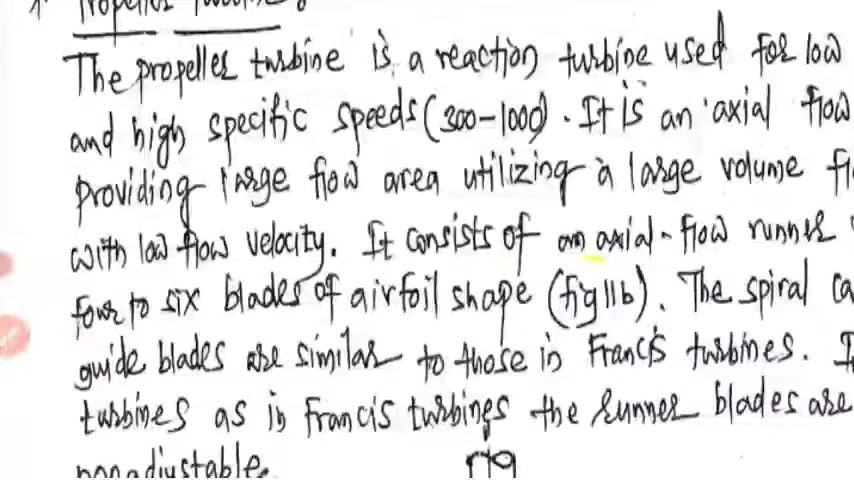 Propeller Turbine:
The propeller turbine is a reaction turbine used for low
and high specific speeds (300-1000). It is an axial flow
providing large flow area utilizing a large volume
with low flow velocity. It consists of an axial-flow runner
four to six blades of airfoil shape (fig 11b). The spiral
guide blades are similar to those in Francis turbines.
turbines as in Francis turbines the runner blades are
nonadjustable.